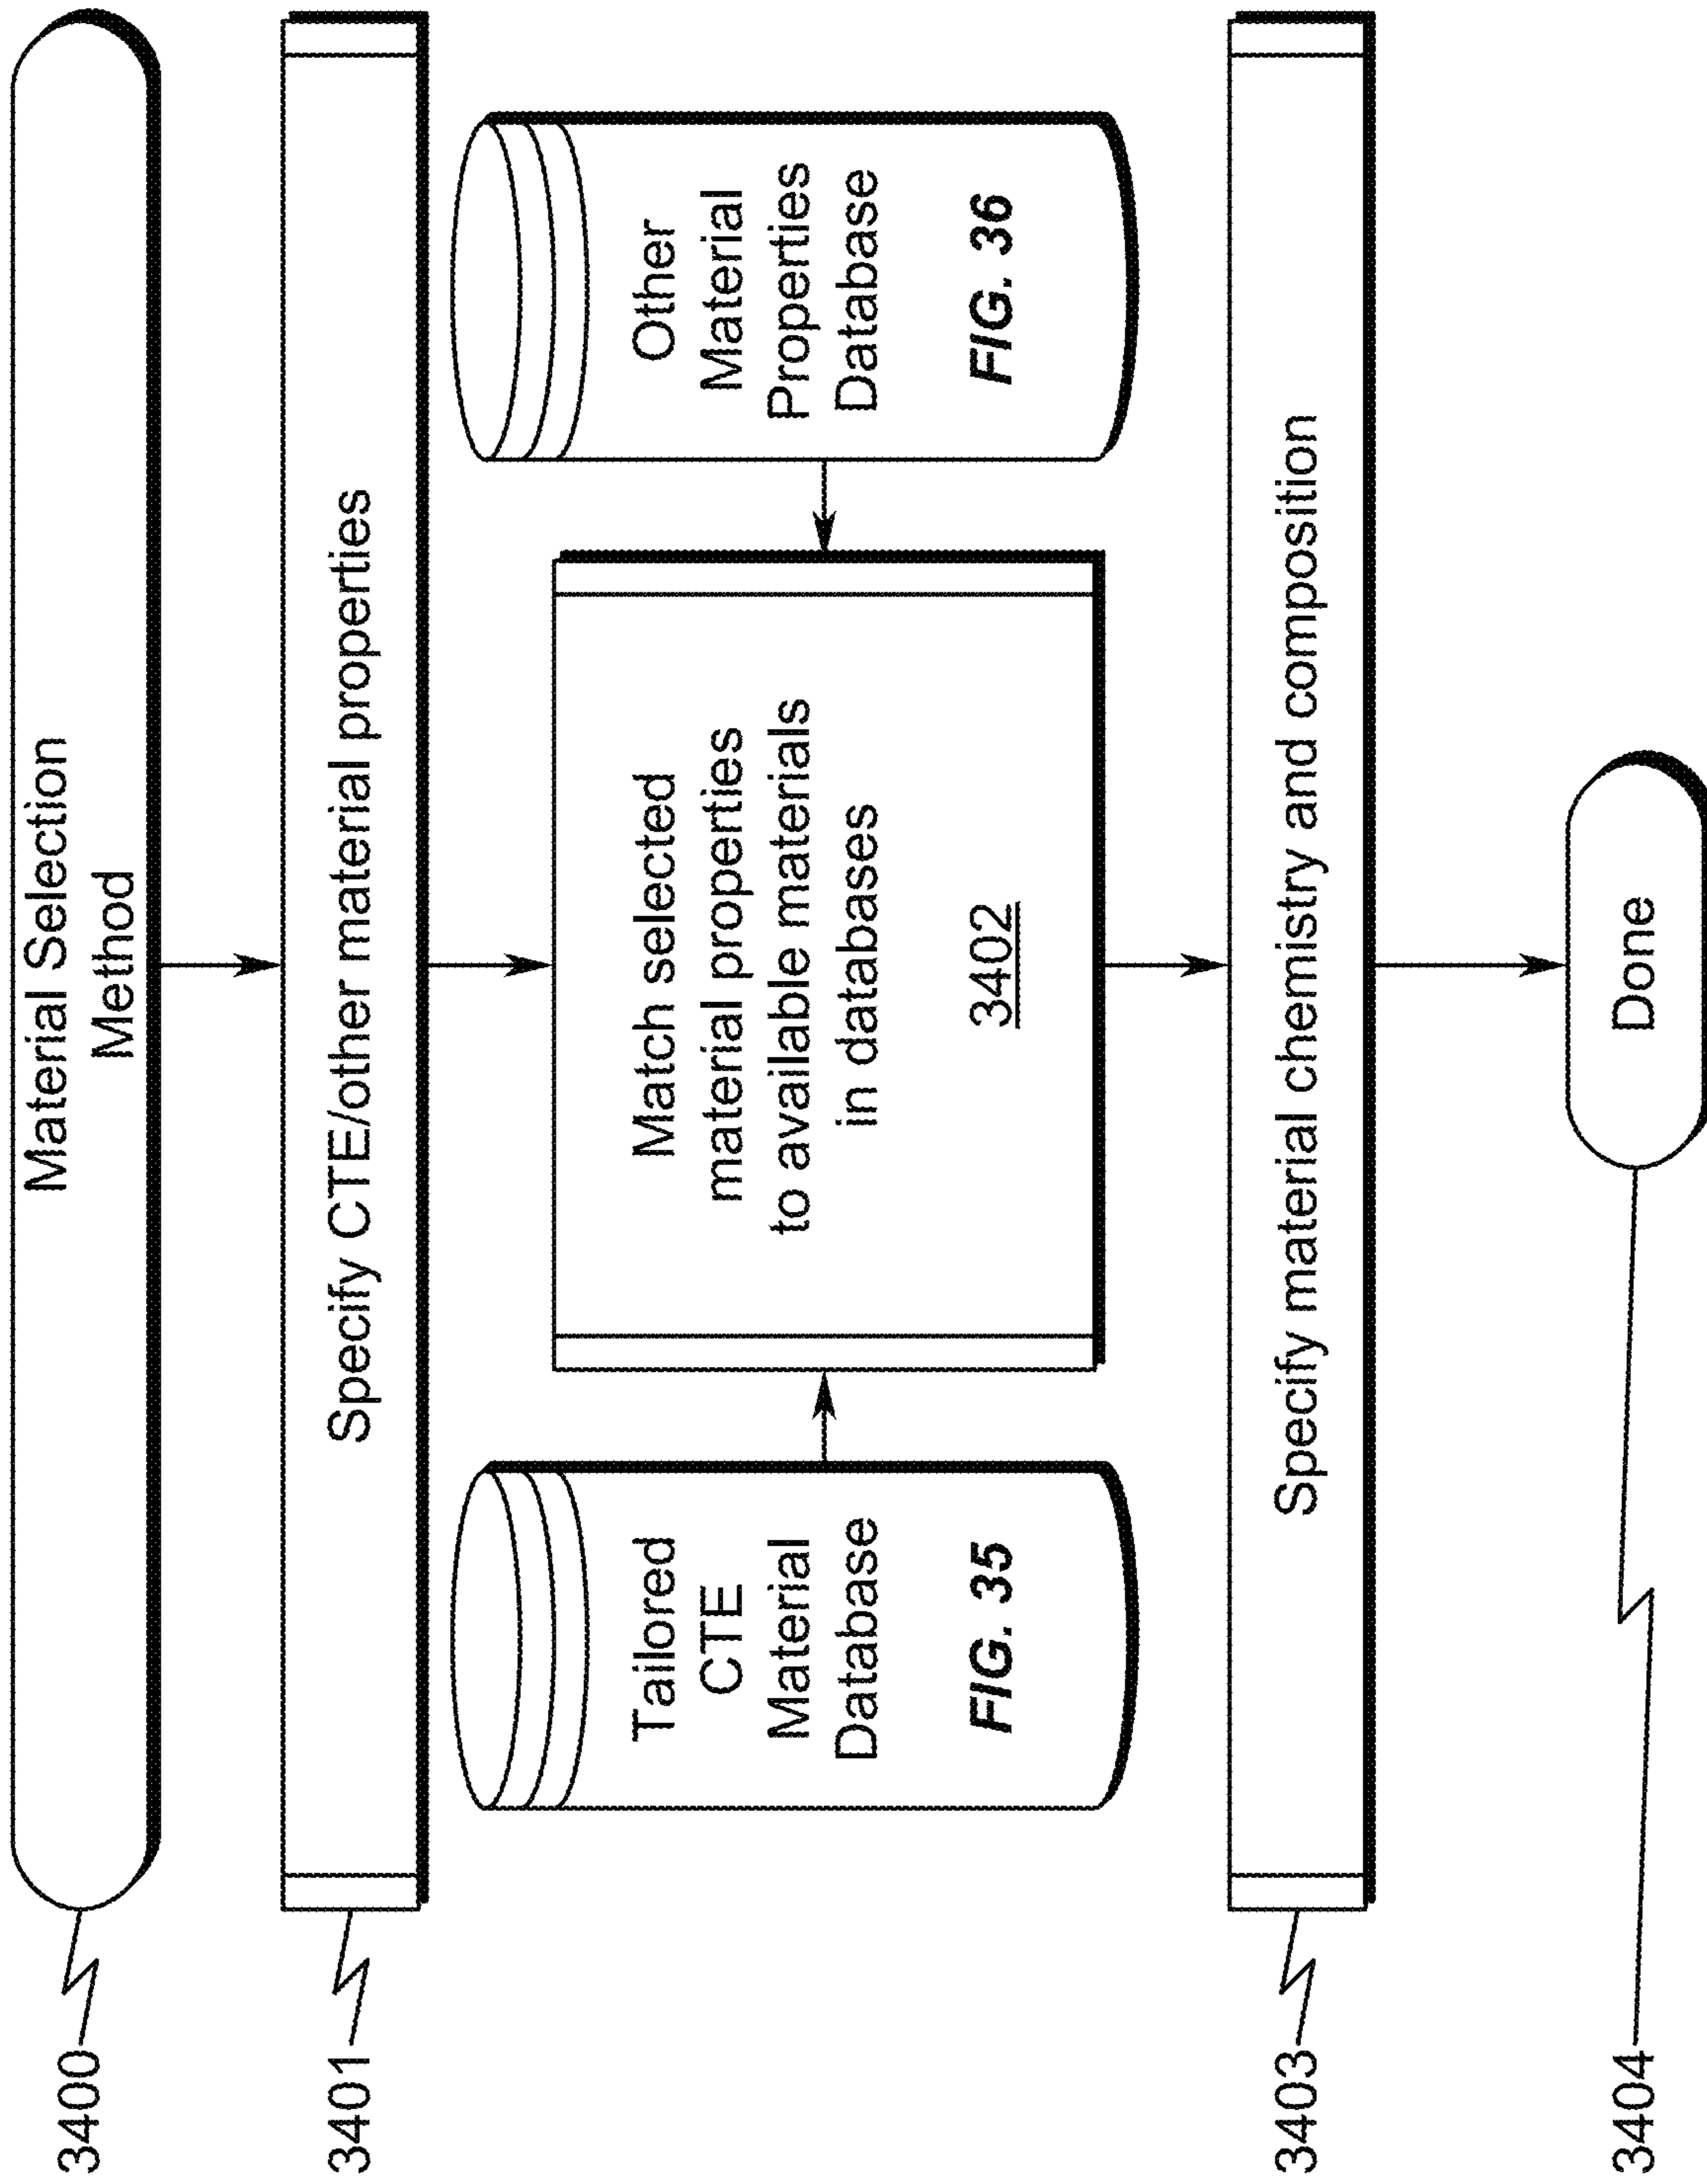 3400
Material Selection
Method
3401
Specify CTE/other material properties
Tailored
CTE
Material
Database
FIG. 35
Match selected
material properties
to available materials
in databases
3402
Other
Material
Properties
Database
FIG. 36
3403
Specify material chemistry and composition
3404
Done